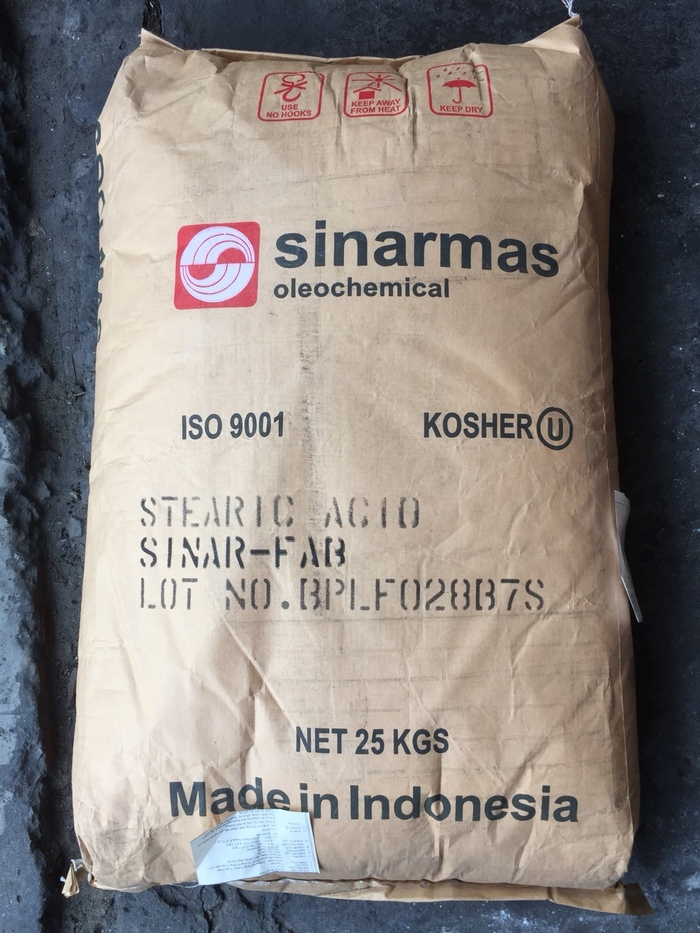 USE
NO HOOKS
KEEP AWAY
FROM HEAT
KEEP DRY
sinarmas
oleochemical
ISO 9001
KOSHER U
STEARIC ACID
SINAR-FAB
LOT NO.BPLF028B7S
NET 25 KGS
Made in Indonesia